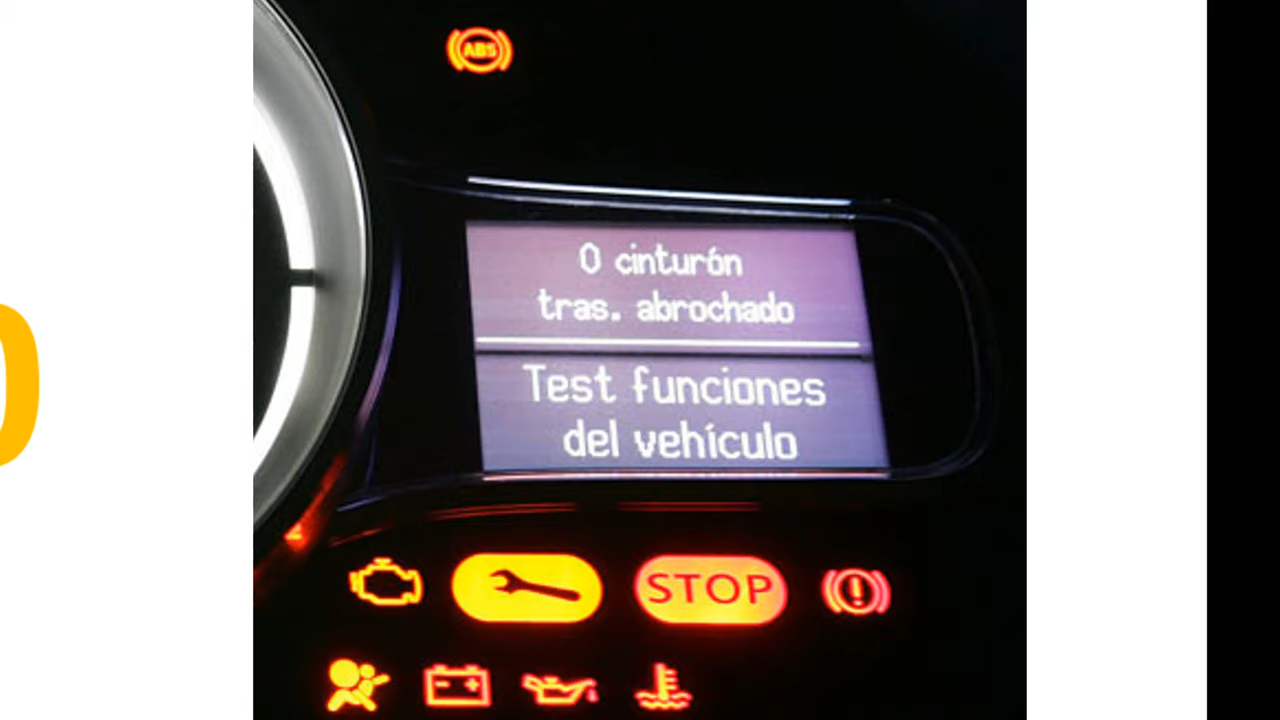 ABS
0 cinturón
tras. abrochado
Test funciones
del vehículo
STOP